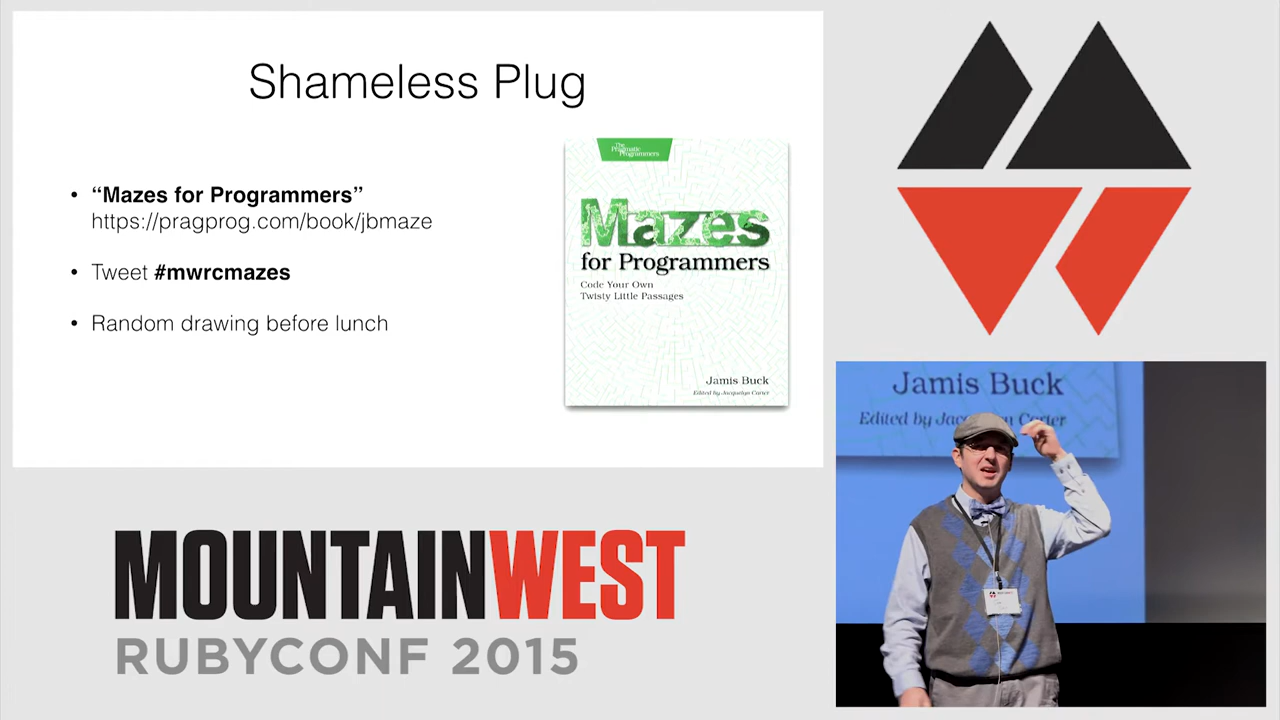 Shameless Plug
• “Mazes for Programmers”
https://pragprog.com/book/jbmaze
• Tweet #mwrcmazes
• Random drawing before lunch
The
Pragmatic
Programmers
Mazes
for Programmers
Code Your Own
Twisty Little Passages
Jamis Buck
Edited by Jacquelyn Carter
Jamis Buck
Edited by Carter
MOUNTAINWEST
RUBYCONF 2015